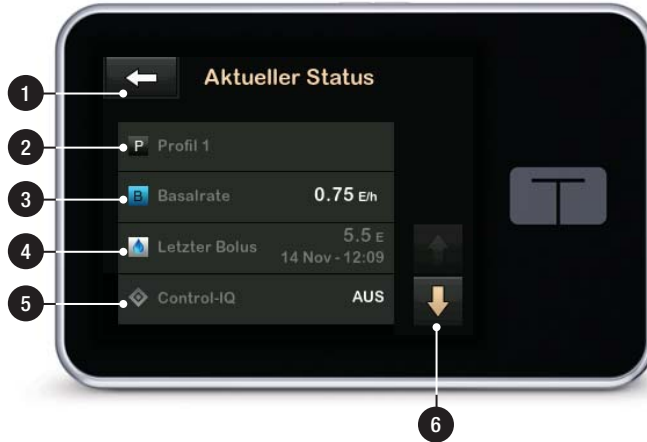 Aktueller Status
1
2
P Profil 1
3
B Basalrate 0.75 E/h
4
Letzter Bolus 5.5 E
14 Nov - 12:09
5
Control-IQ AUS
6